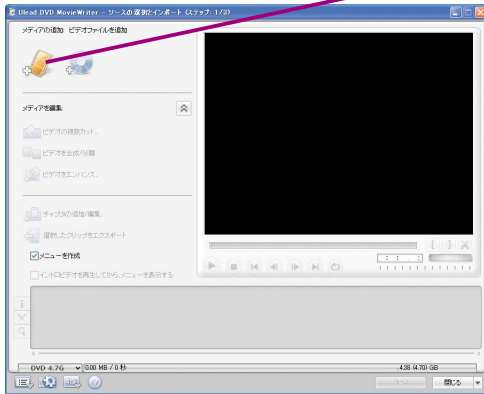 Ulead DVD MovieWriter - ソースの選択とインポート (ステップ: 1/3)
メディアの追加 ビデオファイルを追加
メディアを編集:
ビデオの複数カット...
ビデオを合成/分離
ビデオをエンハンス...
チャプタの追加/編集...
選択したクリップをエクスポート
メニューを作成
イントロビデオを再生してから、メニューを表示する
DVD 4.7G
0.00 MB / 0 秒
4.38 (4.70) GB
閉じる